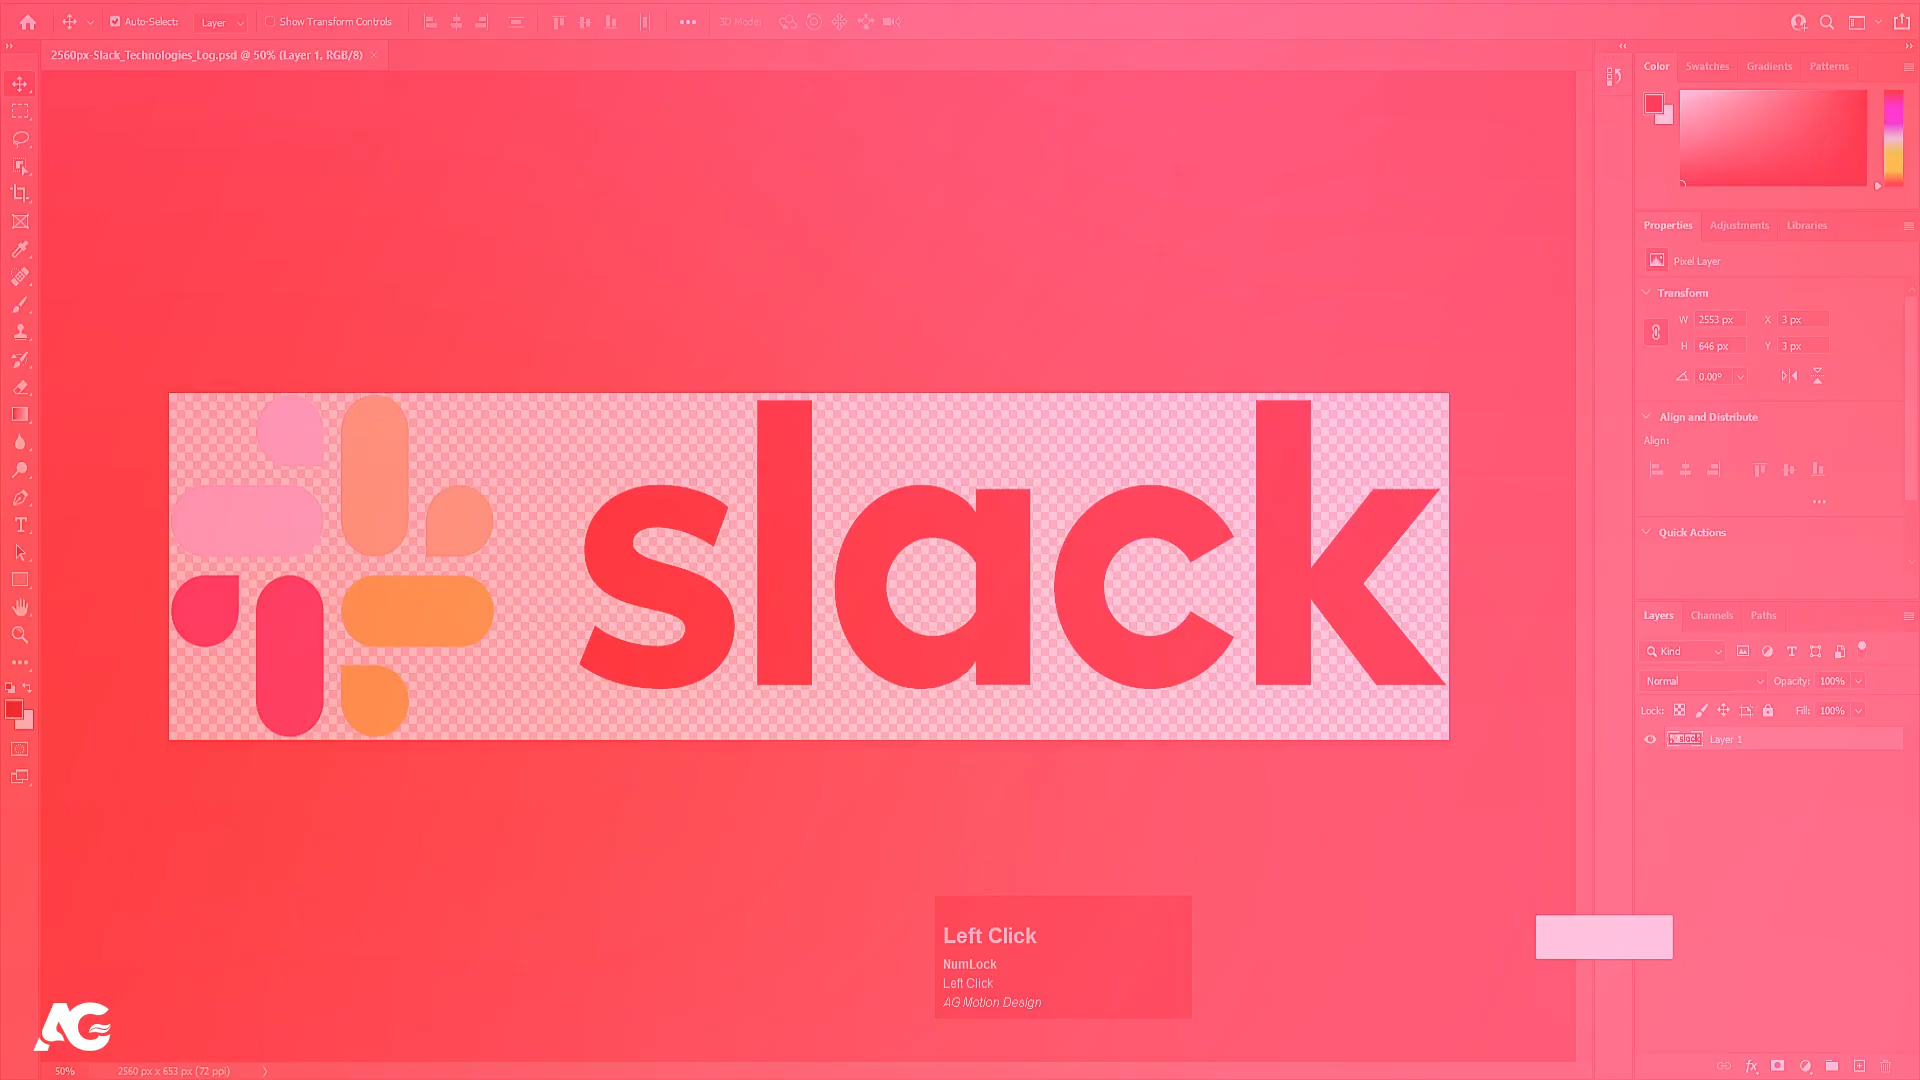 Auto-Select:
Layer
Show Transform Controls
3D Mode:
2560px-Slack_Technologies_Log.psd @ 50% (Layer 1, RGB/8)
Color
Swatches
Gradients
Patterns
Properties
Adjustments
Libraries
Pixel Layer
Transform
W 2553 px X 3 px
H 646 px Y 3 px
0.00°
Align and Distribute
Align:
Quick Actions
slack
Layers
Channels
Paths
Kind
Normal
Opacity: 100%
Lock:
Fill: 100%
Layer 1
Left Click
NumLock
Left Click
AG Motion Design
AG
50%
2560 px x 653 px (72 ppi)